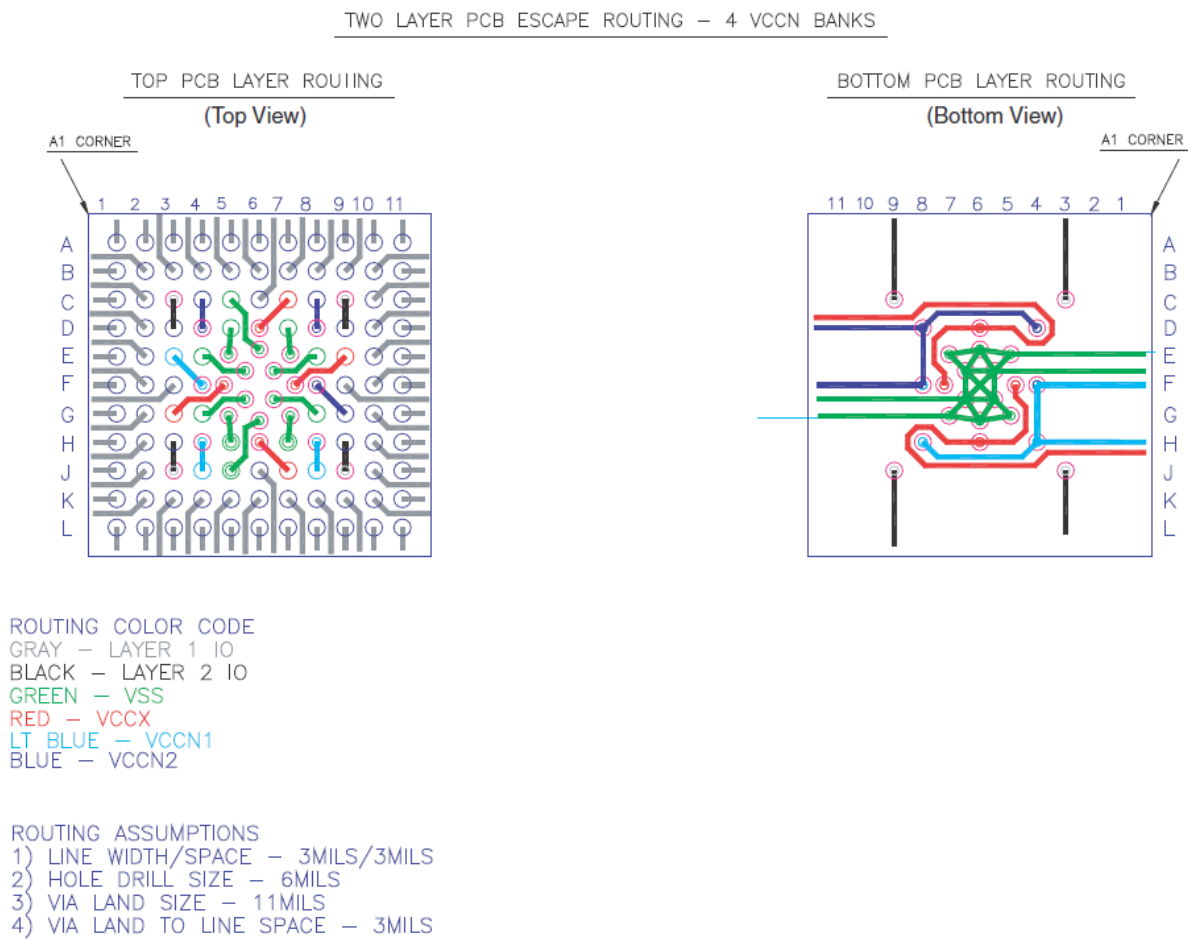 TWO LAYER PCB ESCAPE ROUTING – 4 VCCN BANKS
TOP PCB LAYER ROUIING
(Top View)
A1 CORNER
1 2 3 4 5 6 7 8 9 10 11
A
B
C
D
E
F
G
H
J
K
L
BOTTOM PCB LAYER ROUTING
(Bottom View)
A1 CORNER
11 10 9 8 7 6 5 4 3 2 1
A
B
C
D
E
F
G
H
J
K
L
ROUTING COLOR CODE
GRAY – LAYER 1 IO
BLACK – LAYER 2 IO
GREEN – VSS
RED – VCCX
LT BLUE – VCCN1
BLUE – VCCN2
ROUTING ASSUMPTIONS
1) LINE WIDTH/SPACE – 3MILS/3MILS
2) HOLE DRILL SIZE – 6MILS
3) VIA LAND SIZE – 11MILS
4) VIA LAND TO LINE SPACE – 3MILS